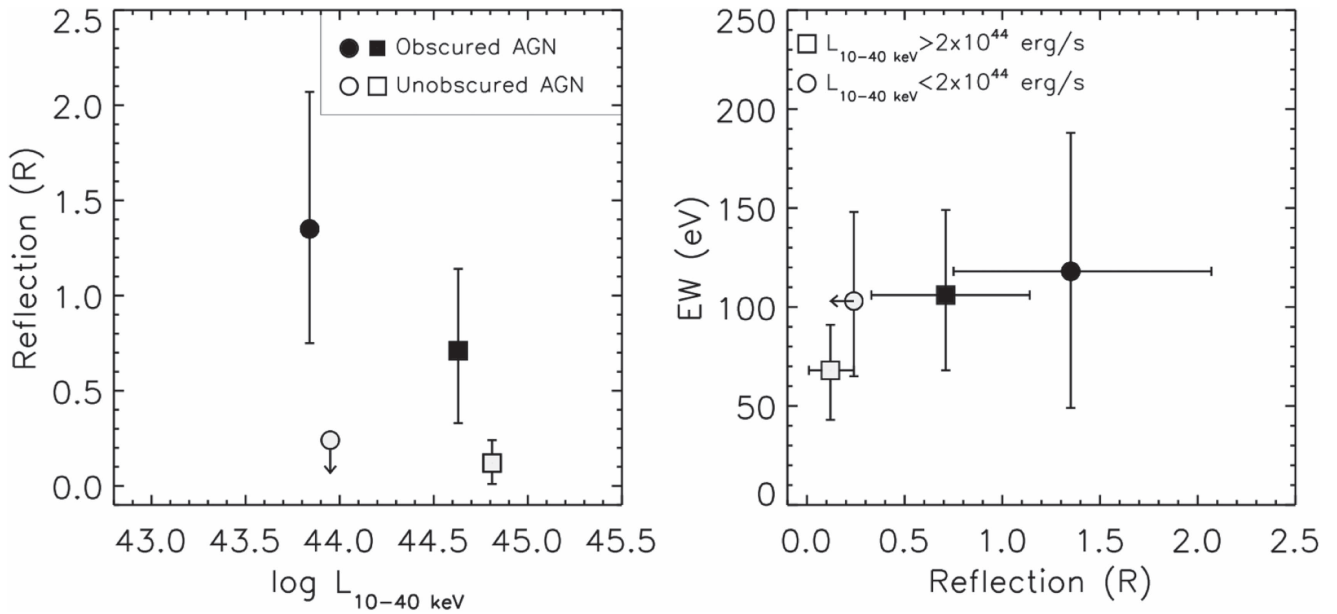 2.5
2.0
1.5
1.0
0.5
0.0
Reflection (R)
Obscured AGN
Unobscured AGN
43.0 43.5 44.0 44.5 45.0 45.5
log L10−40 keV
250
200
150
100
50
0
EW (eV)
L10−40 keV>2x10^44 erg/s
L10−40 keV<2x10^44 erg/s
0.0 0.5 1.0 1.5 2.0 2.5
Reflection (R)